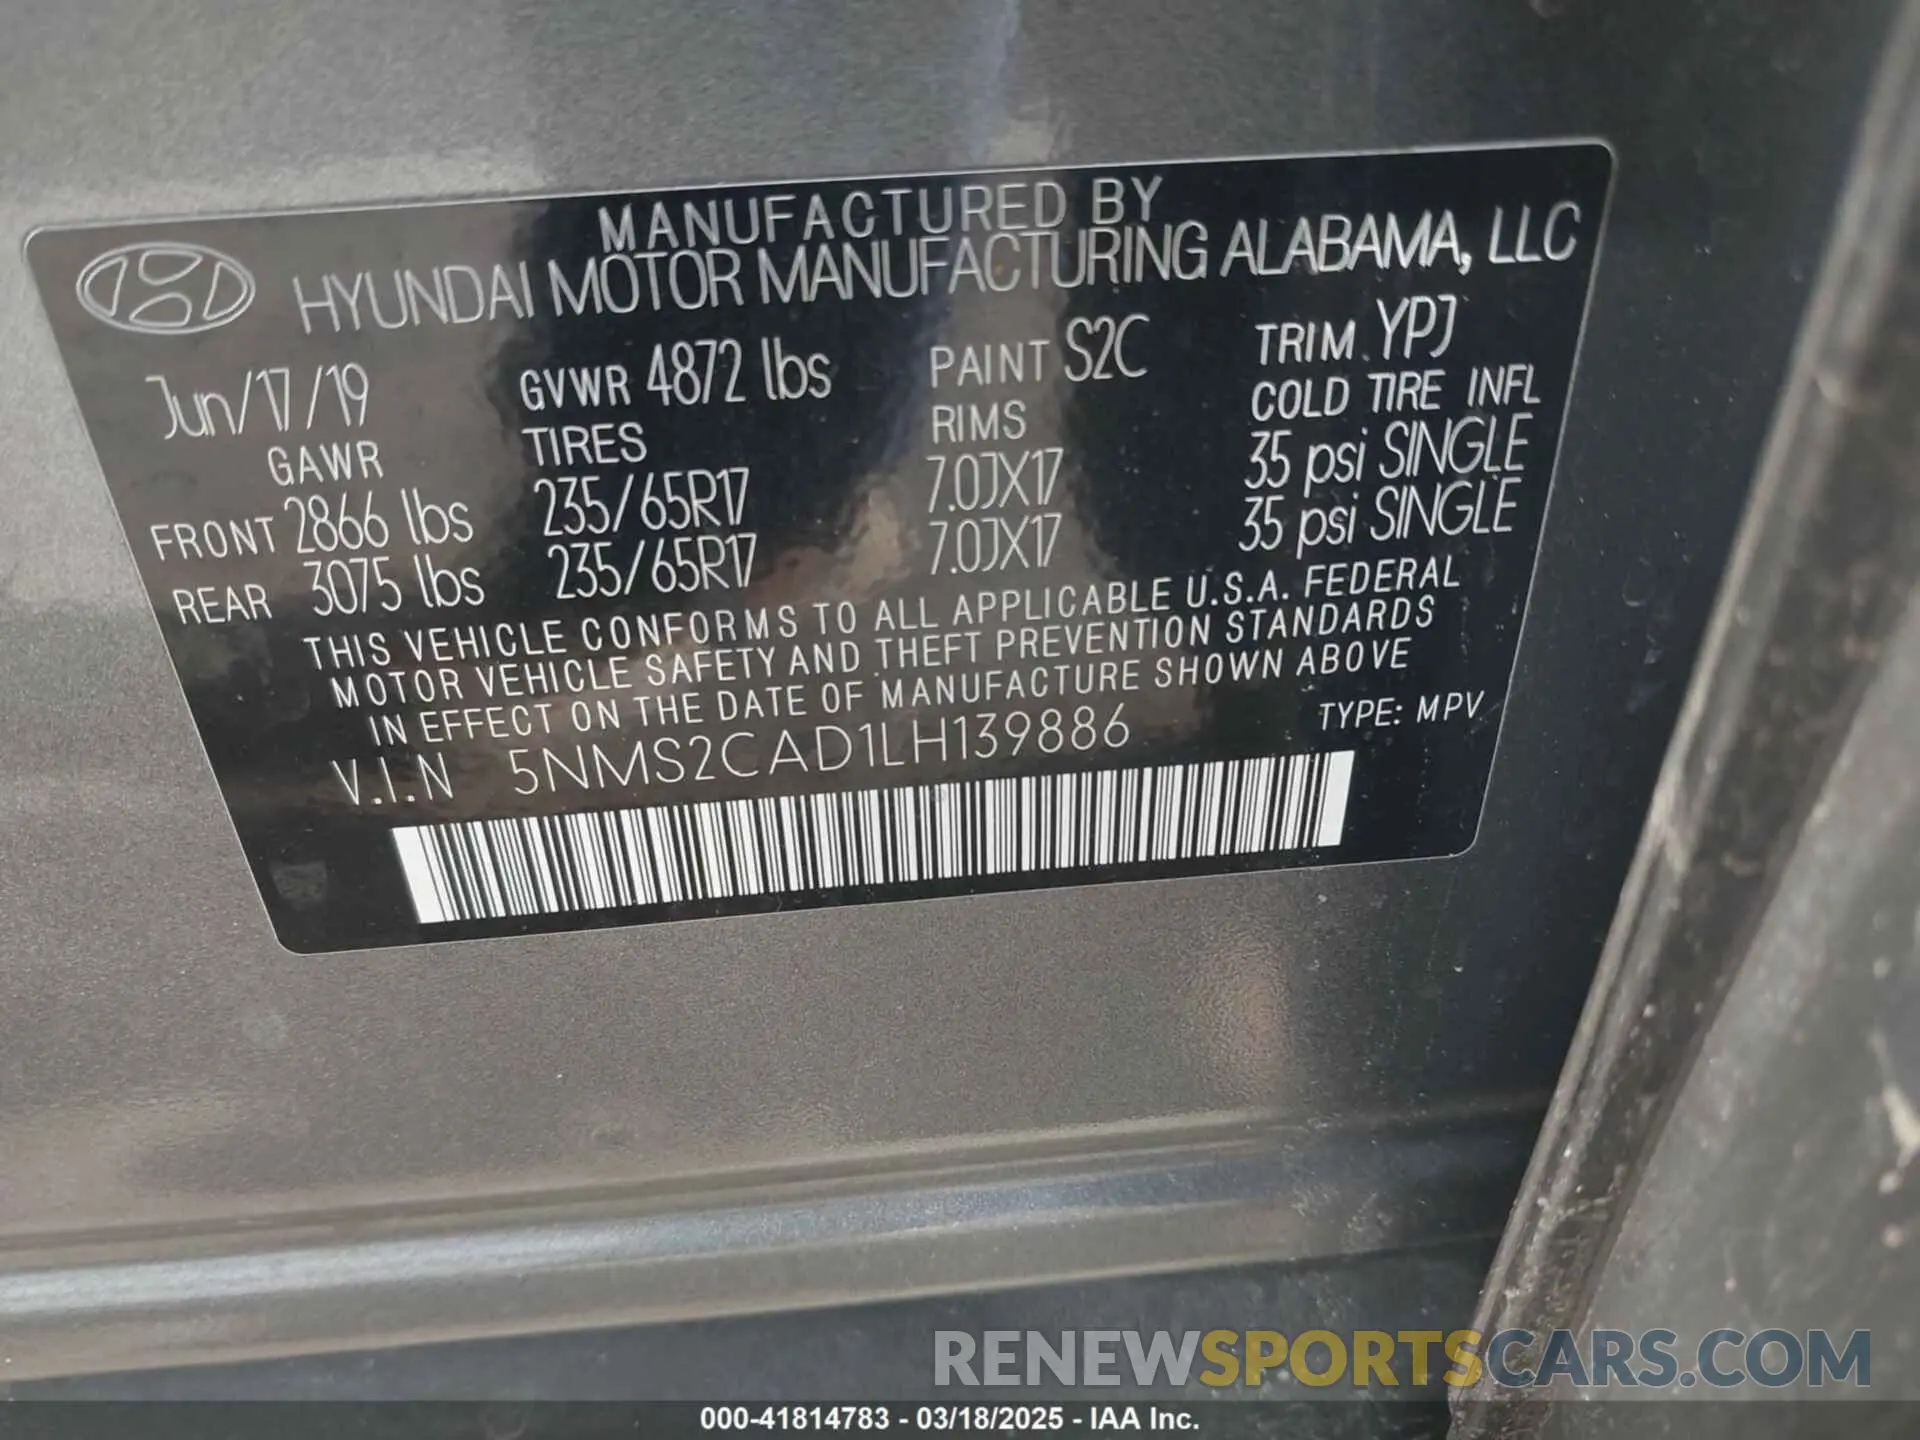 MANUFACTURED BY
HYUNDAI MOTOR MANUFACTURING ALABAMA, LLC
Jun/17/19 GVWR 4872 lbs PAINT S2C TRIM. YPJ
GAWR TIRES RIMS COLD TIRE INFL
FRONT 2866 lbs 235/65R17 7.0JX17 35 psi SINGLE
REAR 3075 lbs 235/65R17 7.0JX17 35 psi SINGLE
THIS VEHICLE CONFORMS TO ALL APPLICABLE U.S.A. FEDERAL
MOTOR VEHICLE SAFETY AND THEFT PREVENTION STANDARDS
IN EFFECT ON THE DATE OF MANUFACTURE SHOWN ABOVE
V.I.N 5NMS2CAD1LH139886 TYPE: MPV
RENEWSPORTSCARS.COM
000-41814783 - 03/18/2025 - IAA Inc.